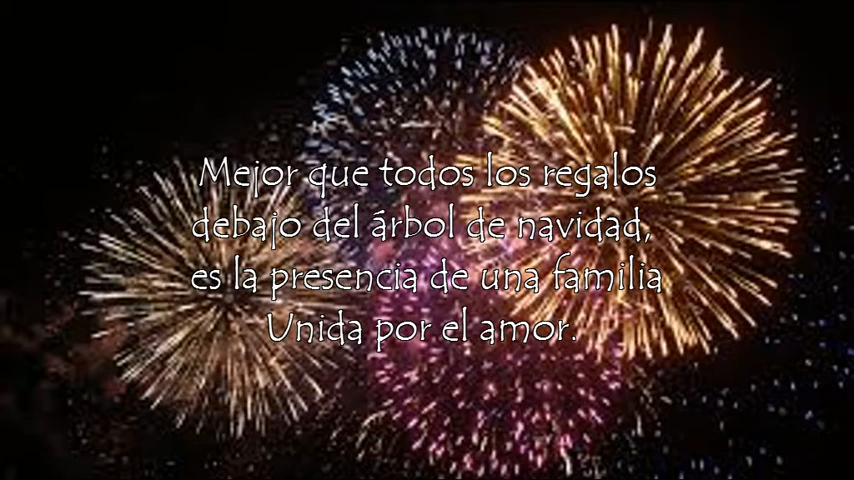 Mejor que todos los regalos
debajo del árbol de navidad,
es la presencia de una familia
Unida por el amor.